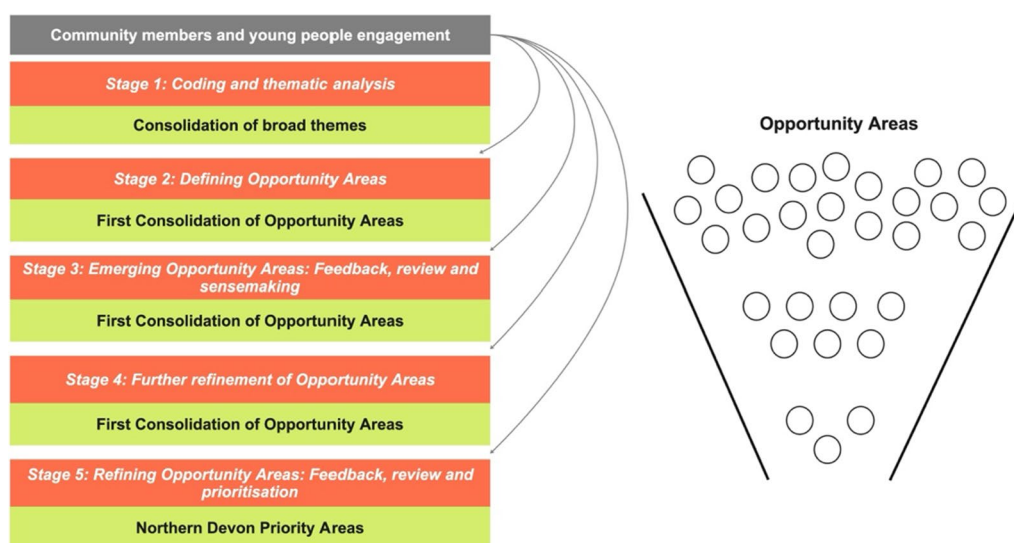 Community members and young people engagement
Stage 1: Coding and thematic analysis
Consolidation of broad themes
Stage 2: Defining Opportunity Areas
First Consolidation of Opportunity Areas
Stage 3: Emerging Opportunity Areas: Feedback, review and
sensemaking
First Consolidation of Opportunity Areas
Stage 4: Further refinement of Opportunity Areas
First Consolidation of Opportunity Areas
Stage 5: Refining Opportunity Areas: Feedback, review and
prioritisation
Northern Devon Priority Areas
Opportunity Areas